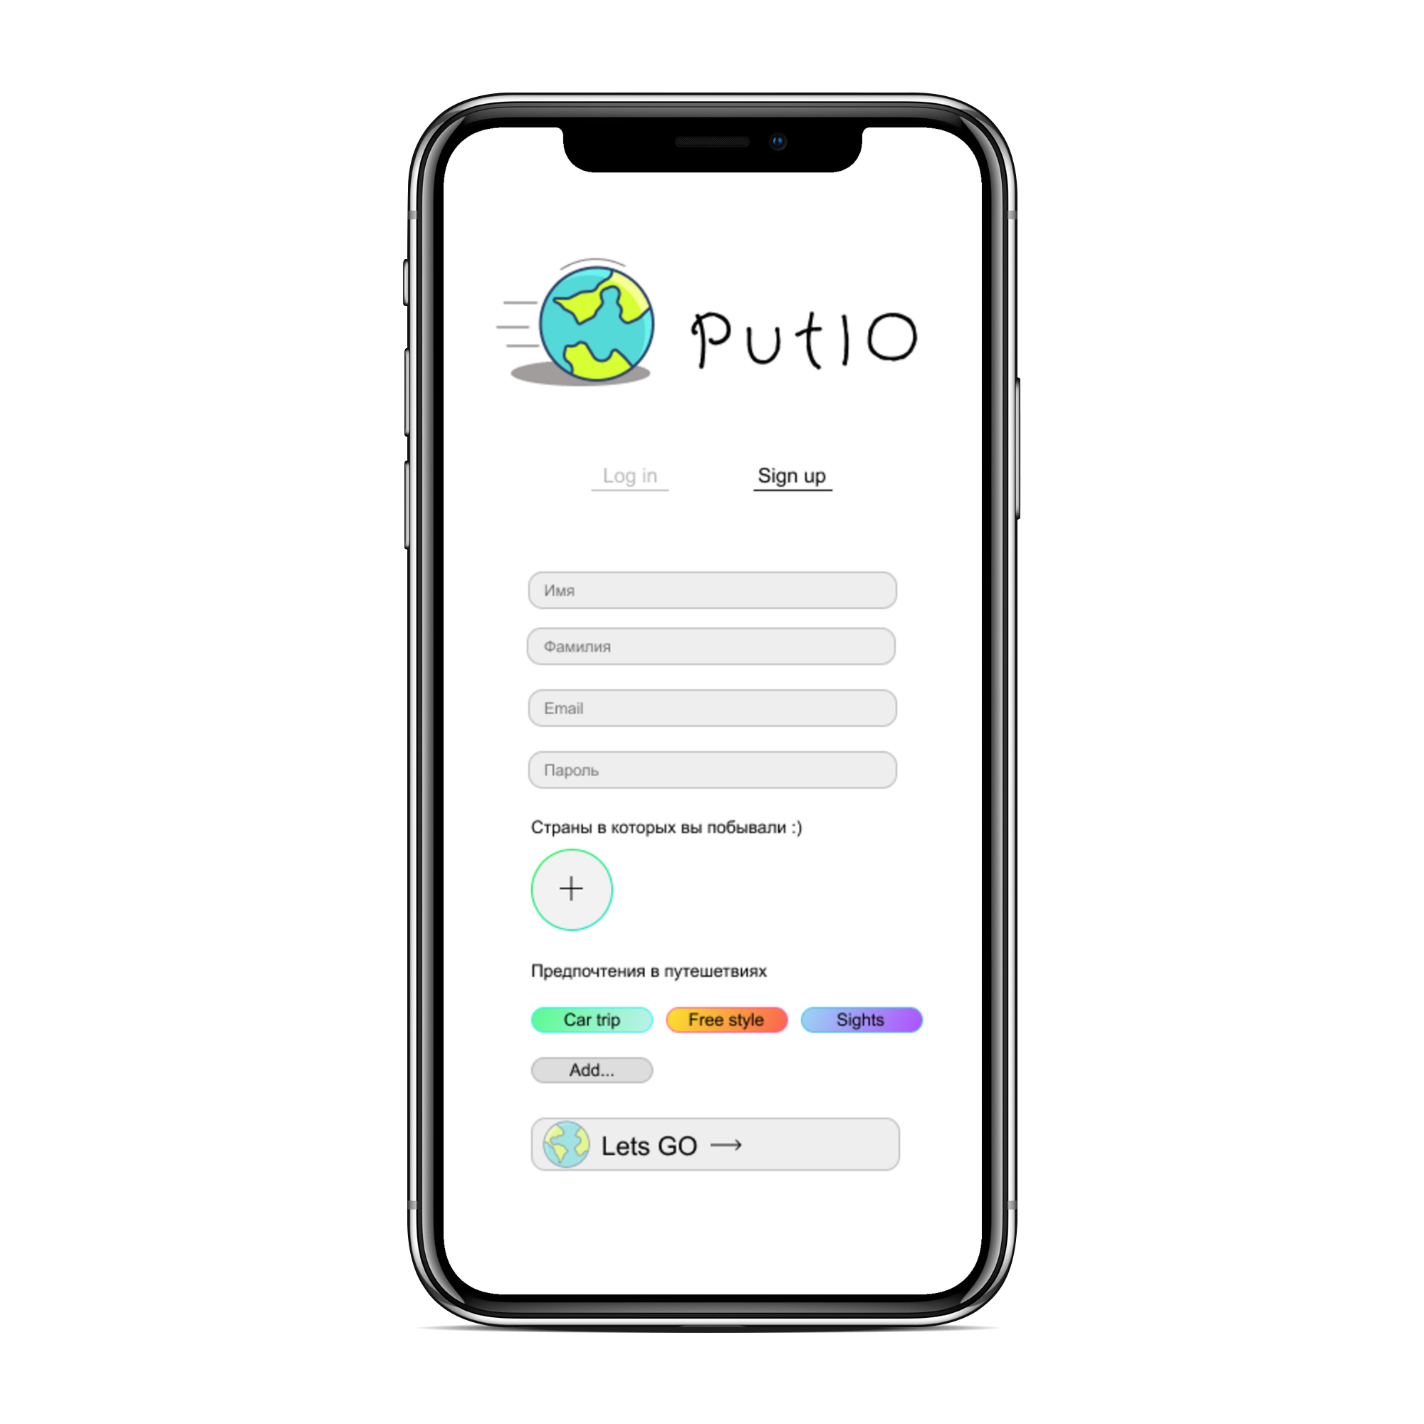 PUTIO
Log in Sign up
Имя
Фамилия
Email
Пароль
Страны в которых вы побывали :)
+
Предпочтения в путешетвиях
Car trip Free style Sights
Add...
Lets GO →